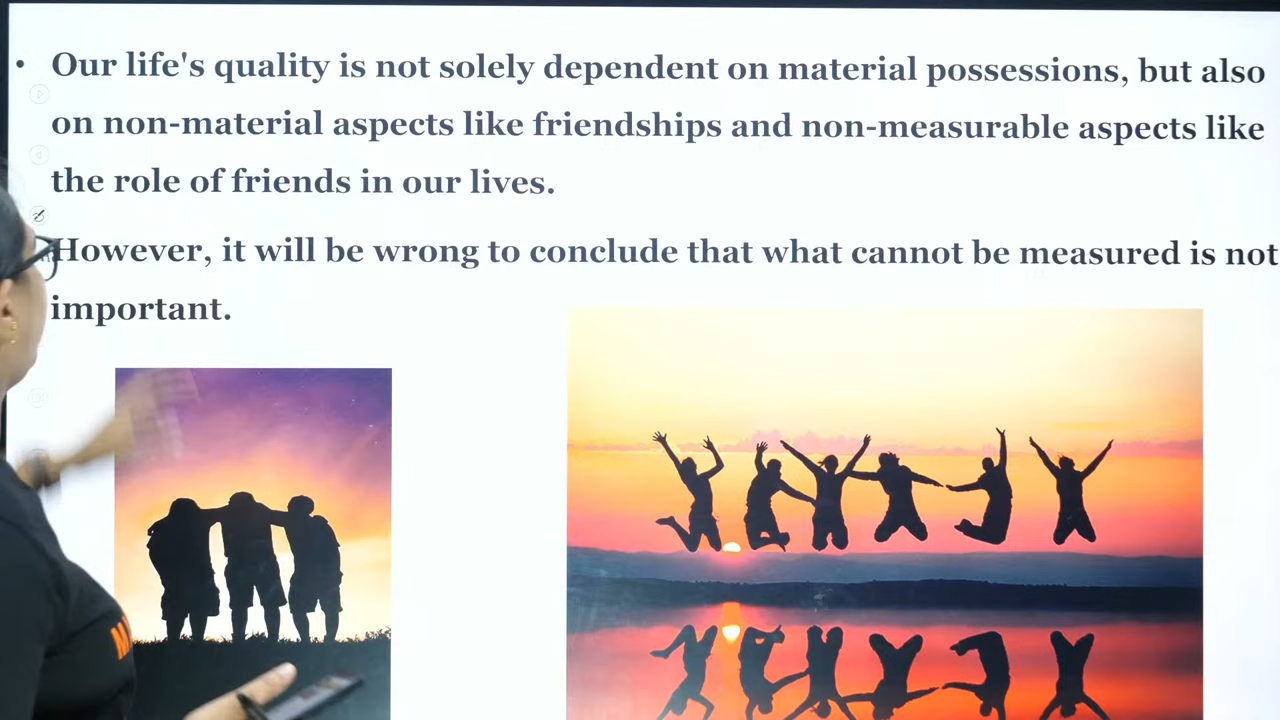 • Our life's quality is not solely dependent on material possessions, but also
on non-material aspects like friendships and non-measurable aspects like
the role of friends in our lives.
However, it will be wrong to conclude that what cannot be measured is not
important.